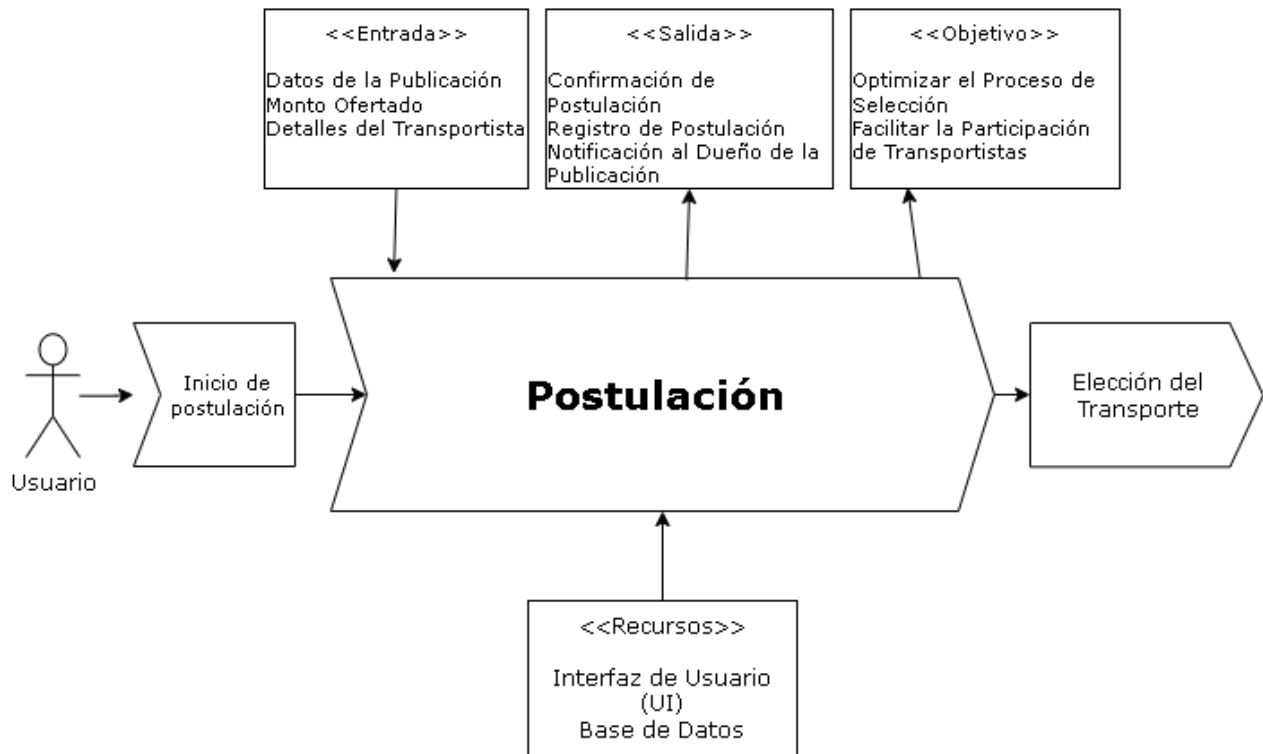 <<Entrada>>
Datos de la Publicación
Monto Ofertado
Detalles del Transportista
<<Salida>>
Confirmación de
Postulación
Registro de Postulación
Notificación al Dueño de la
Publicación
<<Objetivo>>
Optimizar el Proceso de
Selección
Facilitar la Participación
de Transportistas
Usuario
Inicio de
postulación
Postulación
Elección del
Transporte
<<Recursos>>
Interfaz de Usuario
(UI)
Base de Datos